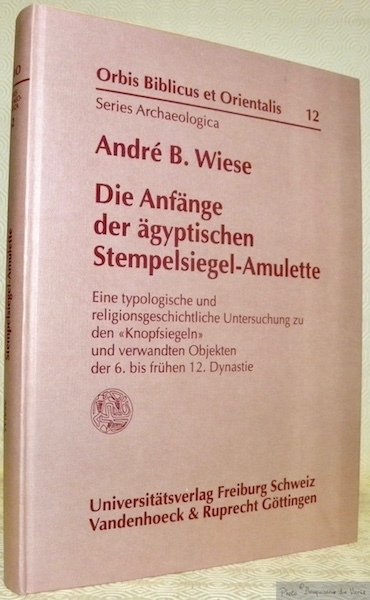 Orbis Biblicus et Orientalis 12
Series Archaeologica
André B. Wiese
Die Anfänge
der ägyptischen
Stempelsiegel-Amulette
Eine typologische und
religionsgeschichtliche Untersuchung zu
den «Knopfsiegeln»
und verwandten Objekten
der 6. bis frühen 12. Dynastie
Universitätsverlag Freiburg Schweiz
Vandenhoeck & Ruprecht Göttingen
Stempelsiegel-Amulette